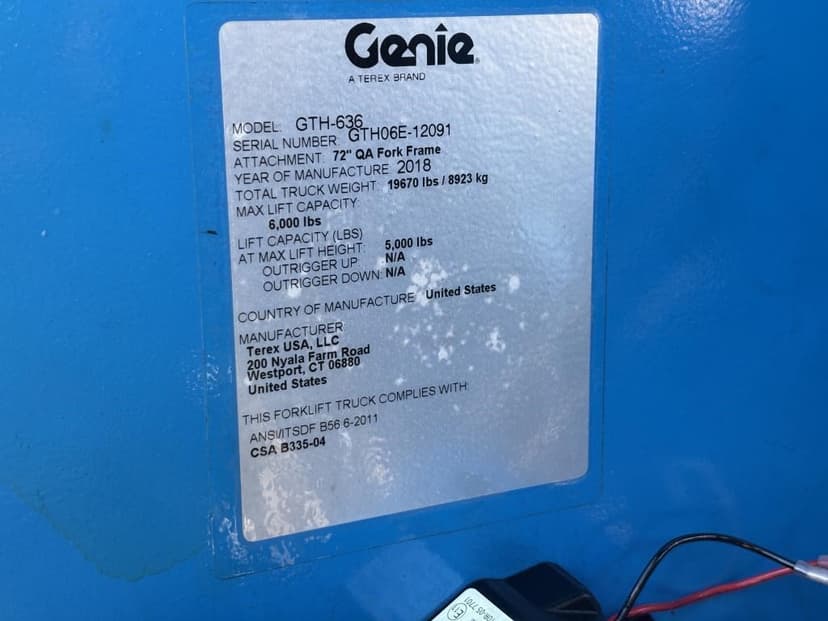 Genie
A TEREX BRAND
MODEL: GTH-636
SERIAL NUMBER: GTH06E-12091
ATTACHMENT: 72" QA Fork Frame
YEAR OF MANUFACTURE 2018
TOTAL TRUCK WEIGHT: 19670 lbs / 8923 kg
MAX LIFT CAPACITY:
6,000 lbs
LIFT CAPACITY (LBS)
AT MAX LIFT HEIGHT: 5,000 lbs
OUTRIGGER UP: N/A
OUTRIGGER DOWN: N/A
COUNTRY OF MANUFACTURE United States
MANUFACTURER
Terex USA, LLC
200 Nyala Farm Road
Westport, CT 06880
United States
THIS FORKLIFT TRUCK COMPLIES WITH:
ANSI/ITSDF B56.6-2011
CSA B335-04
E1